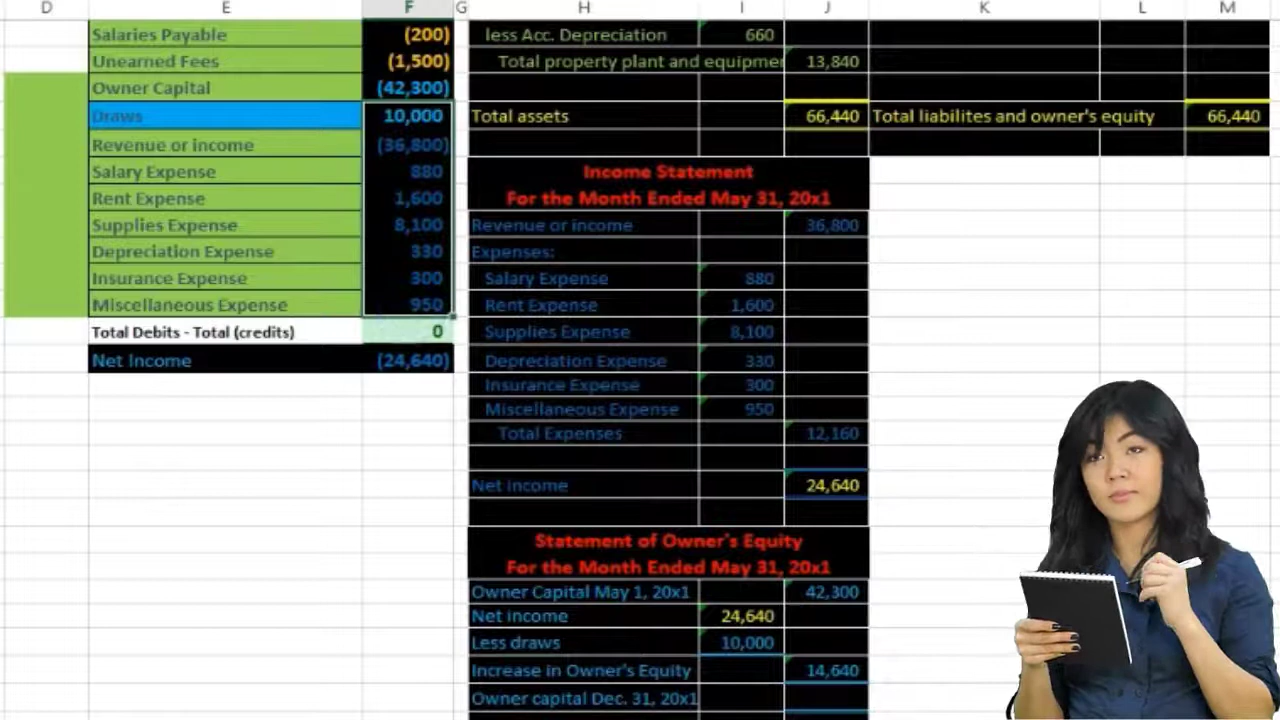 D E F G H I J K L M
Salaries Payable (200) less Acc. Depreciation 660
Unearned Fees (1,500) Total property plant and equipmer 13,840
Owner Capital (42,300)
Draws 10,000 Total assets 66,440 Total liabilites and owner's equity 66,440
Revenue or income (36,800)
Salary Expense 880 Income Statement
Rent Expense 1,600 For the Month Ended May 31, 20x1
Supplies Expense 8,100 Revenue or income 36,800
Depreciation Expense 330 Expenses:
Insurance Expense 300 Salary Expense 880
Miscellaneous Expense 950 Rent Expense 1,600
Total Debits - Total (credits) 0 Supplies Expense 8,100
Net Income (24,640) Depreciation Expense 330
Insurance Expense 300
Miscellaneous Expense 950
Total Expenses 12,160
Net income 24,640
Statement of Owner's Equity
For the Month Ended May 31, 20x1
Owner Capital May 1, 20x1 42,300
Net income 24,640
Less draws 10,000
Increase in Owner's Equity 14,640
Owner capital Dec. 31, 20x1